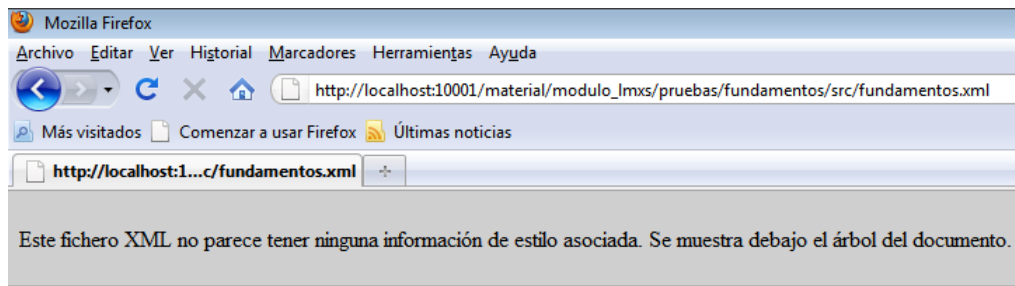 Mozilla Firefox
Archivo Editar Ver Historial Marcadores Herramientas Ayuda
http://localhost:10001/material/modulo_lmxs/pruebas/fundamentos/src/fundamentos.xml
Más visitados Comenzar a usar Firefox Últimas noticias
http://localhost:1...c/fundamentos.xml
Este fichero XML no parece tener ninguna información de estilo asociada. Se muestra debajo el árbol del documento.